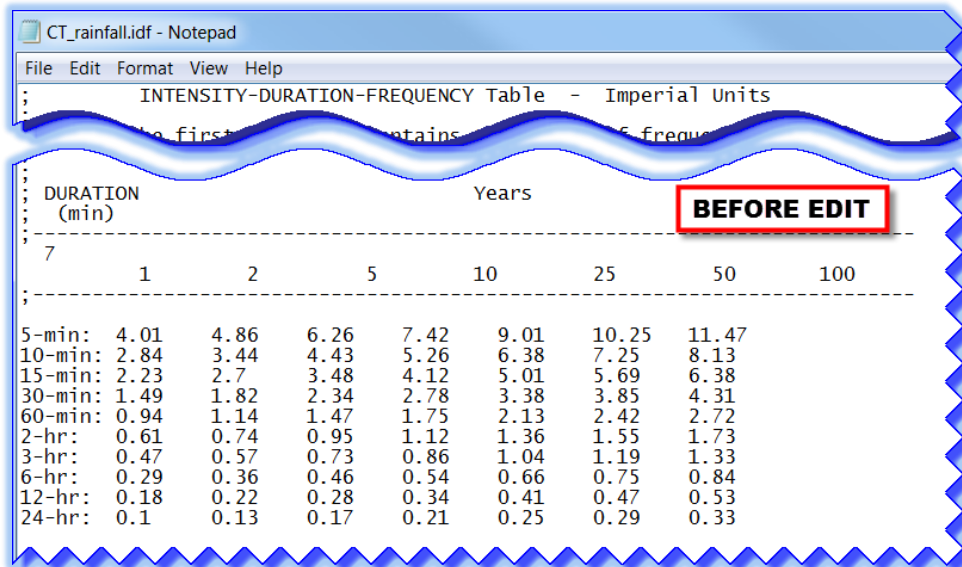 CT_rainfall.idf - Notepad
File Edit Format View Help
; INTENSITY-DURATION-FREQUENCY Table - Imperial Units
;
first
;
; DURATION Years
; (min)
BEFORE EDIT
;--------------------------------------------------------------------------
7
1 2 5 10 25 50 100
;--------------------------------------------------------------------------
5-min: 4.01 4.86 6.26 7.42 9.01 10.25 11.47
10-min: 2.84 3.44 4.43 5.26 6.38 7.25 8.13
15-min: 2.23 2.7 3.48 4.12 5.01 5.69 6.38
30-min: 1.49 1.82 2.34 2.78 3.38 3.85 4.31
60-min: 0.94 1.14 1.47 1.75 2.13 2.42 2.72
2-hr: 0.61 0.74 0.95 1.12 1.36 1.55 1.73
3-hr: 0.47 0.57 0.73 0.86 1.04 1.19 1.33
6-hr: 0.29 0.36 0.46 0.54 0.66 0.75 0.84
12-hr: 0.18 0.22 0.28 0.34 0.41 0.47 0.53
24-hr: 0.1 0.13 0.17 0.21 0.25 0.29 0.33